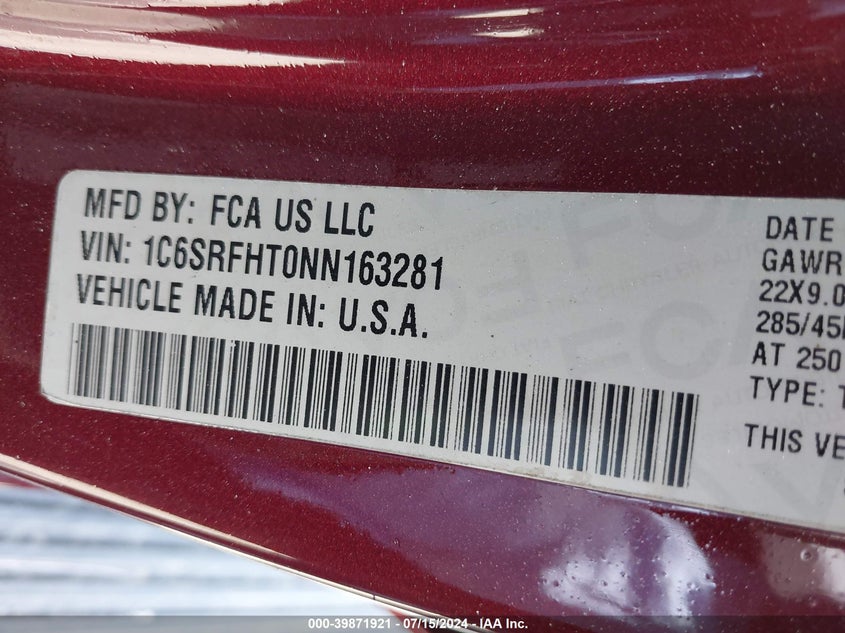 MFD BY: FCA US LLC
VIN: 1C6SRFHT0NN163281
VEHICLE MADE IN: U.S.A.
DATE
GAWR
22X9.0
285/45
AT 250
TYPE: T
THIS VE
000-39871921 - 07/15/2024 - IAA Inc.